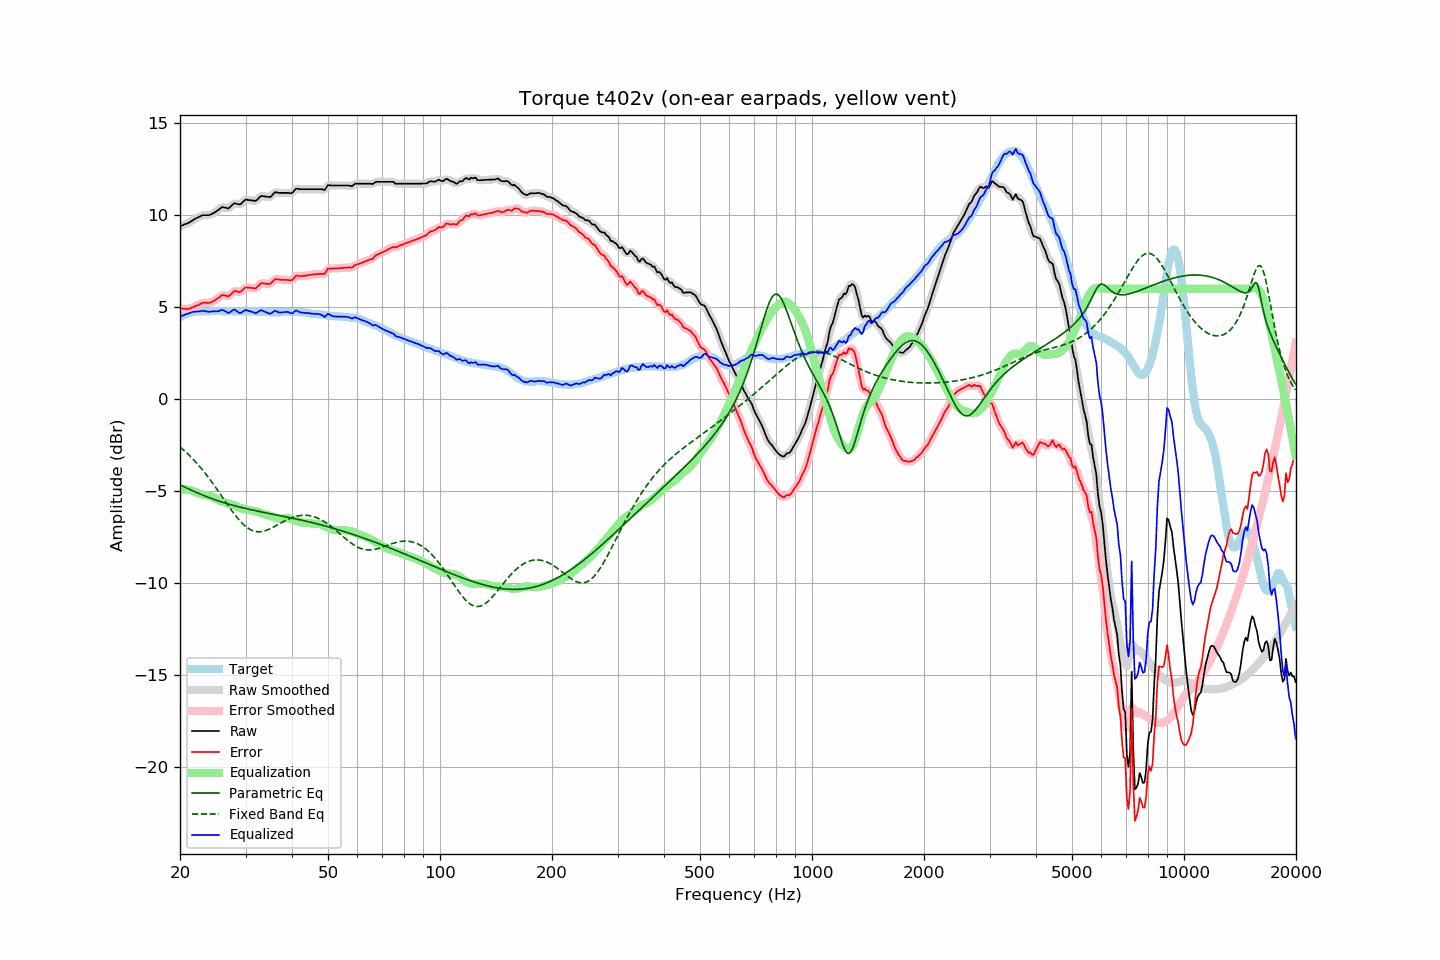 Torque t402v (on-ear earpads, yellow vent)
15
10
5
0
−5
−10
−15
−20
Amplitude (dBr)
Target
Raw Smoothed
Error Smoothed
Raw
Error
Equalization
Parametric Eq
Fixed Band Eq
Equalized
20 50 100 200 500 1000 2000 5000 10000 20000
Frequency (Hz)